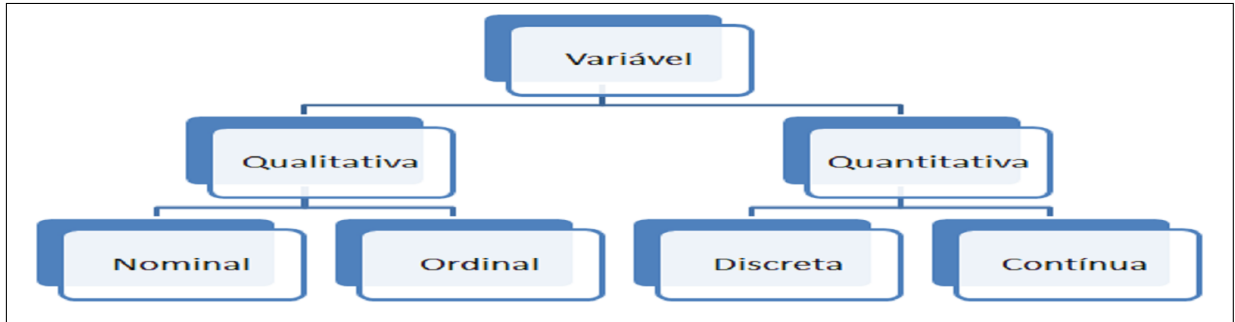 Variável
Qualitativa
Quantitativa
Nominal
Ordinal
Discreta
Contínua